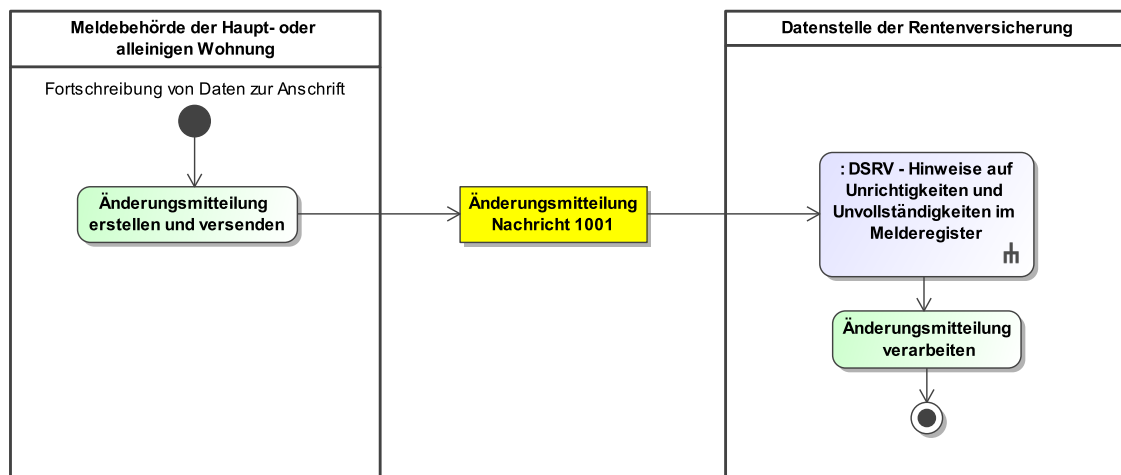 Meldebehörde der Haupt- oder
alleinigen Wohnung
Fortschreibung von Daten zur Anschrift
Änderungsmitteilung
erstellen und versenden
Änderungsmitteilung
Nachricht 1001
Datenstelle der Rentenversicherung
: DSRV - Hinweise auf
Unrichtigkeiten und
Unvollständigkeiten im
Melderegister
Änderungsmitteilung
verarbeiten